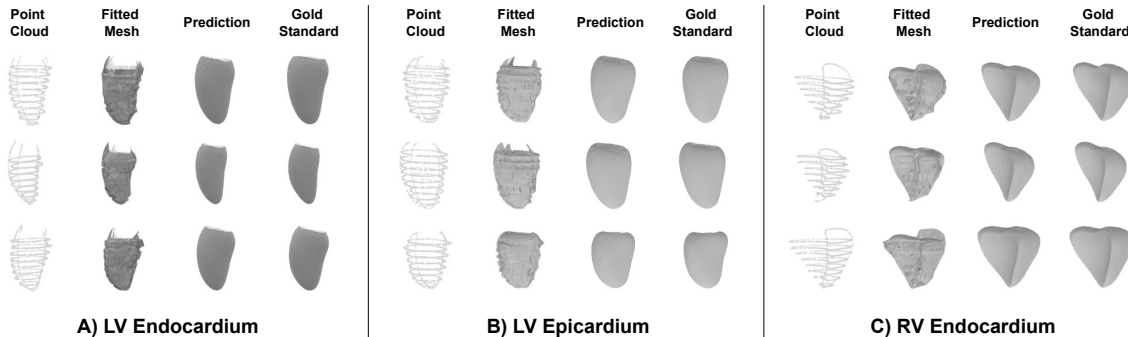 Point Cloud
Fitted Mesh
Prediction
Gold Standard
Point Cloud
Fitted Mesh
Prediction
Gold Standard
Point Cloud
Fitted Mesh
Prediction
Gold Standard
A) LV Endocardium
B) LV Epicardium
C) RV Endocardium